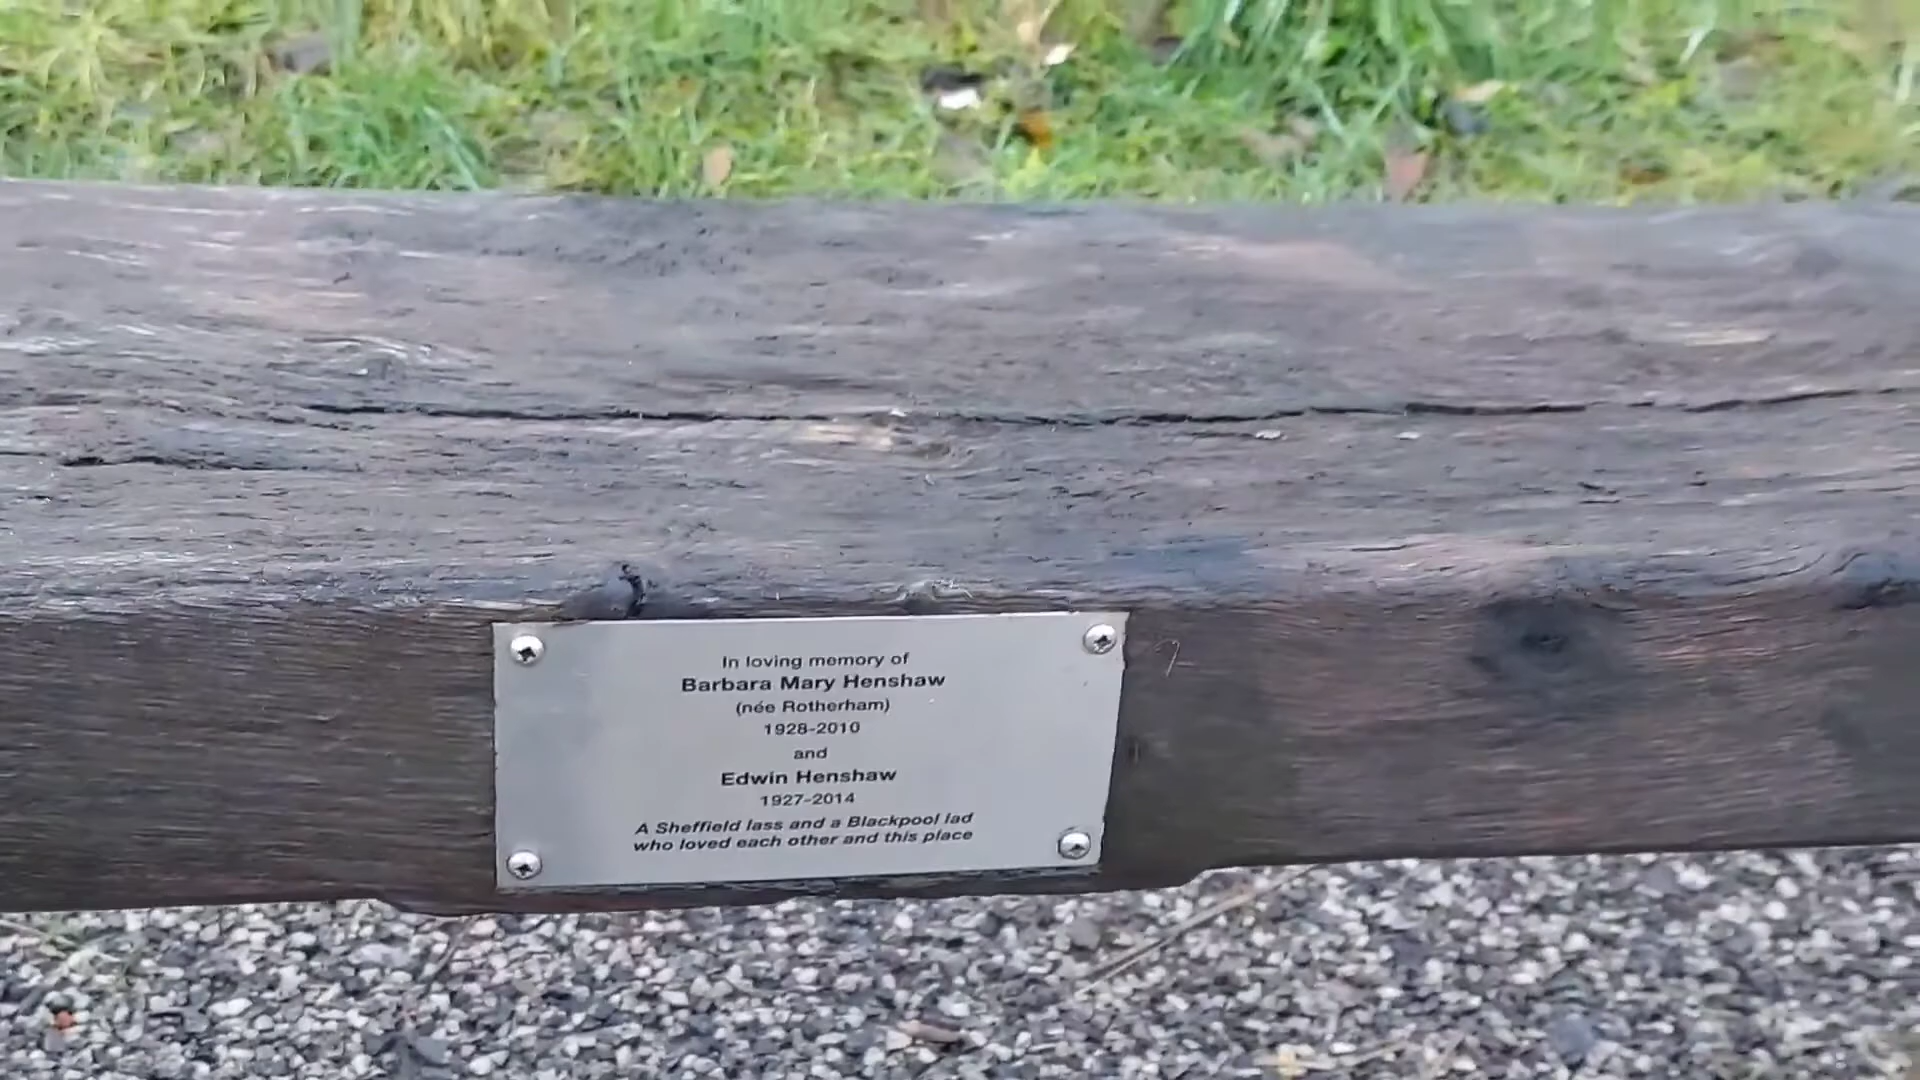 In loving memory of
Barbara Mary Henshaw
(née Rotherham)
1928-2010
and
Edwin Henshaw
1927-2014
A Sheffield lass and a Blackpool lad
who loved each other and this place